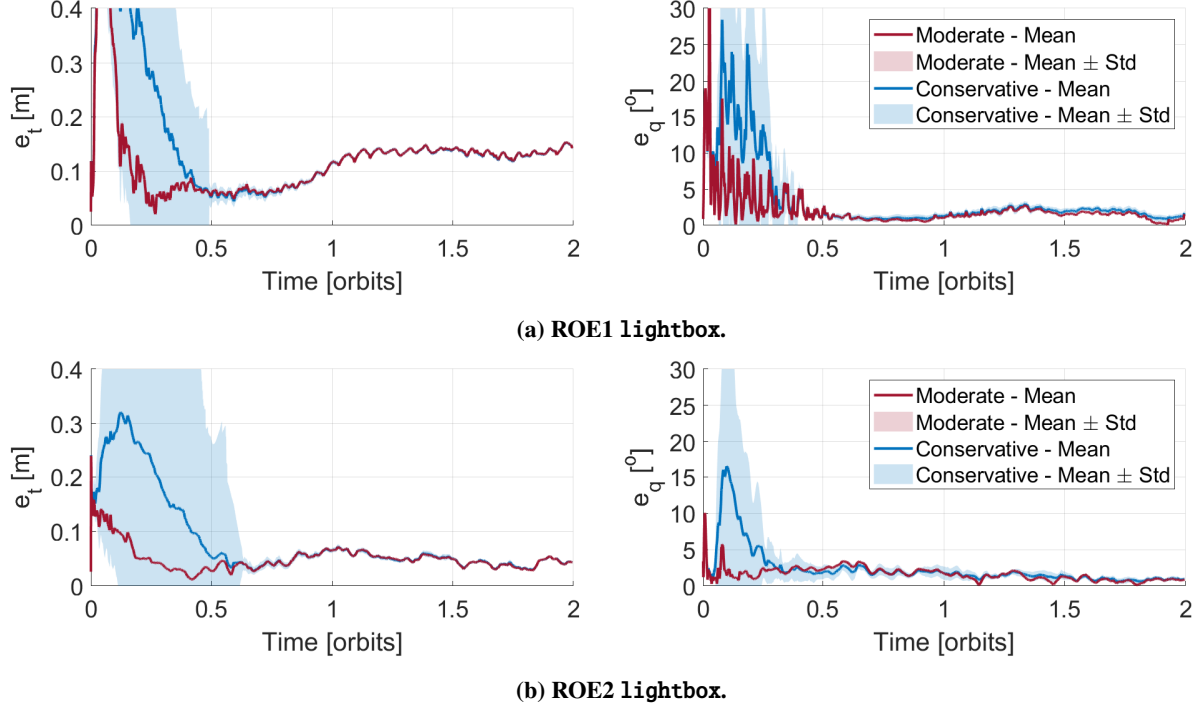 0.4
0.3
0.2
0.1
0
e_t [m]
0 0.5 1 1.5 2
Time [orbits]
30
25
20
15
10
5
0
e_q [°]
0 0.5 1 1.5 2
Time [orbits]
Moderate - Mean
Moderate - Mean ± Std
Conservative - Mean
Conservative - Mean ± Std
(a) ROE1 lightbox.
0.4
0.3
0.2
0.1
0
e_t [m]
0 0.5 1 1.5 2
Time [orbits]
30
25
20
15
10
5
0
e_q [°]
0 0.5 1 1.5 2
Time [orbits]
Moderate - Mean
Moderate - Mean ± Std
Conservative - Mean
Conservative - Mean ± Std
(b) ROE2 lightbox.